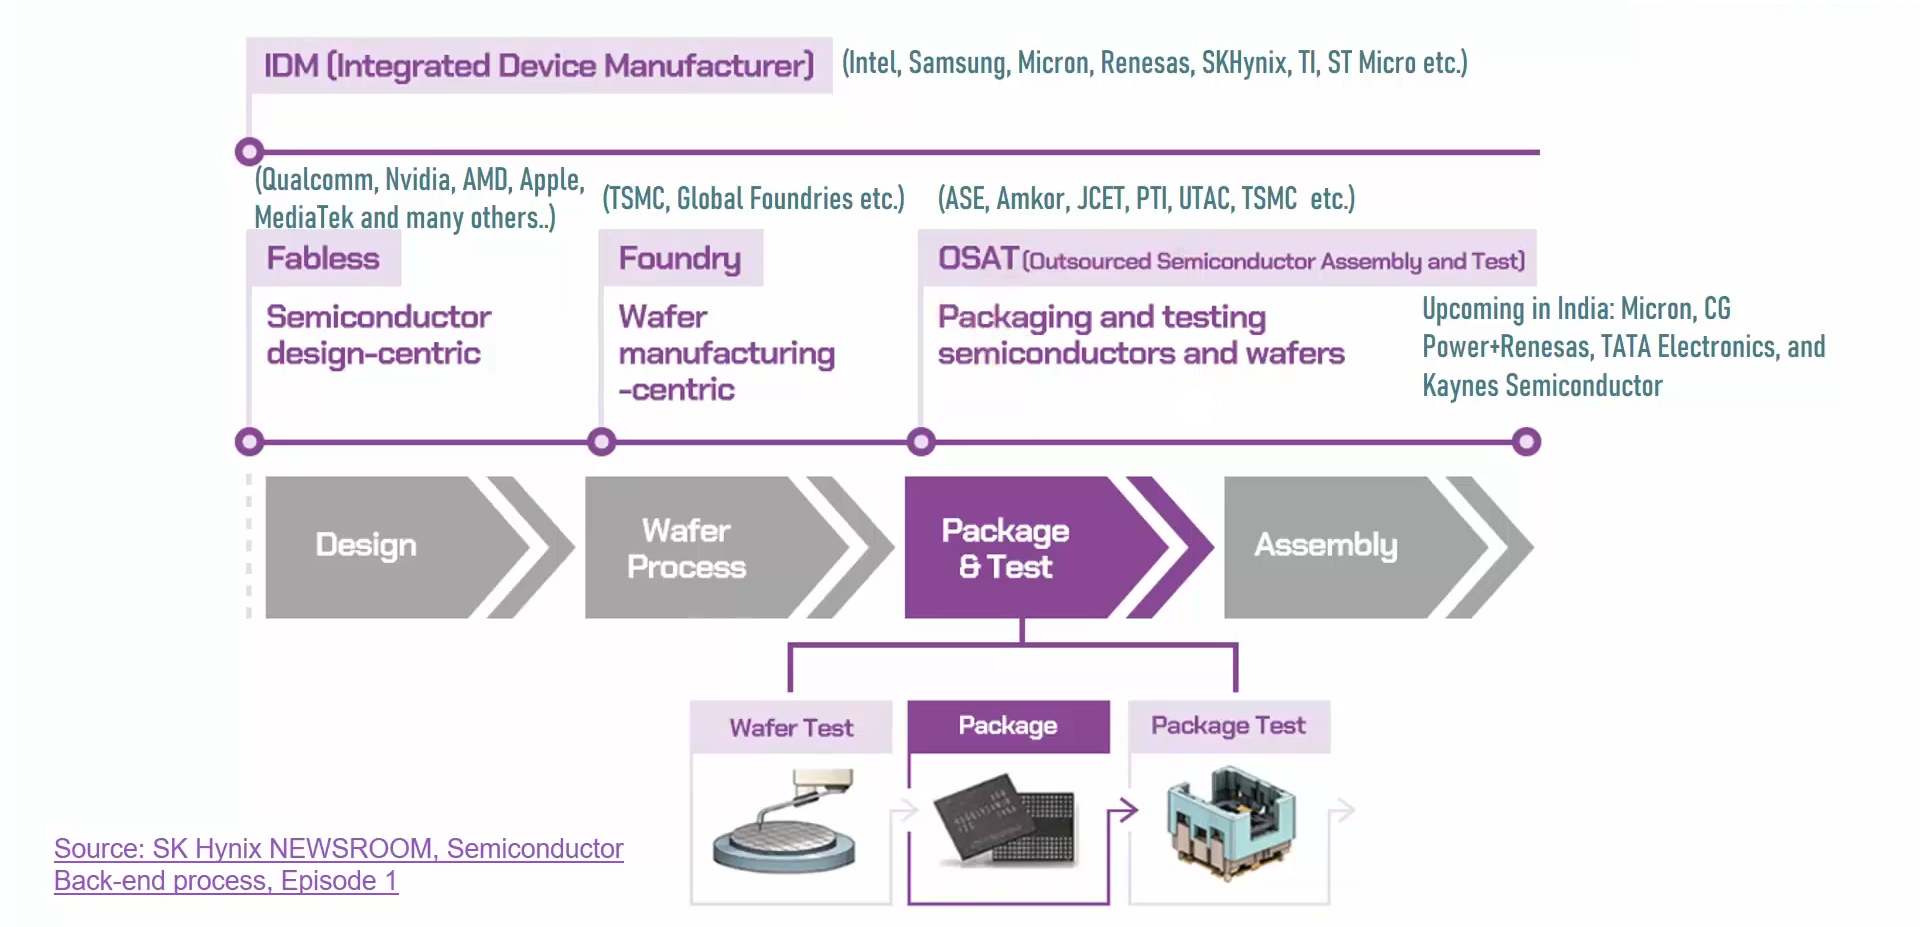 IDM (Integrated Device Manufacturer) (Intel, Samsung, Micron, Renesas, SKHynix, TI, ST Micro etc.)
(Qualcomm, Nvidia, AMD, Apple,
MediaTek and many others..)
(TSMC, Global Foundries etc.)
(ASE, Amkor, JCET, PTI, UTAC, TSMC etc.)
Fabless
Semiconductor
design-centric
Foundry
Wafer
manufacturing
-centric
OSAT (Outsourced Semiconductor Assembly and Test)
Packaging and testing
semiconductors and wafers
Upcoming in India: Micron, CG
Power+Renesas, TATA Electronics, and
Kaynes Semiconductor
Design
Wafer
Process
Package
& Test
Assembly
Wafer Test
Package
Package Test
Source: SK Hynix NEWSROOM, Semiconductor
Back-end process, Episode 1